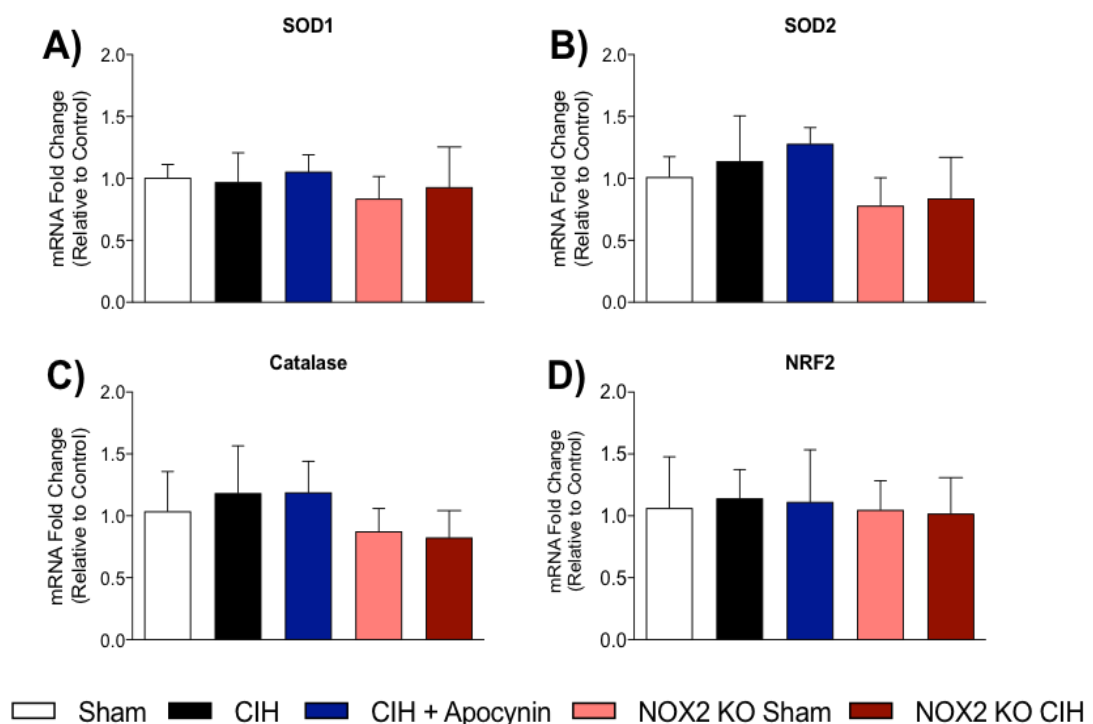 A)
SOD1
mRNA Fold Change
(Relative to Control)
2.0
1.5
1.0
0.5
0.0
B)
SOD2
mRNA Fold Change
(Relative to Control)
2.0
1.5
1.0
0.5
0.0
C)
Catalase
mRNA Fold Change
(Relative to Control)
2.0
1.5
1.0
0.5
0.0
D)
NRF2
mRNA Fold Change
(Relative to Control)
2.0
1.5
1.0
0.5
0.0
Sham CIH CIH + Apocynin NOX2 KO Sham NOX2 KO CIH